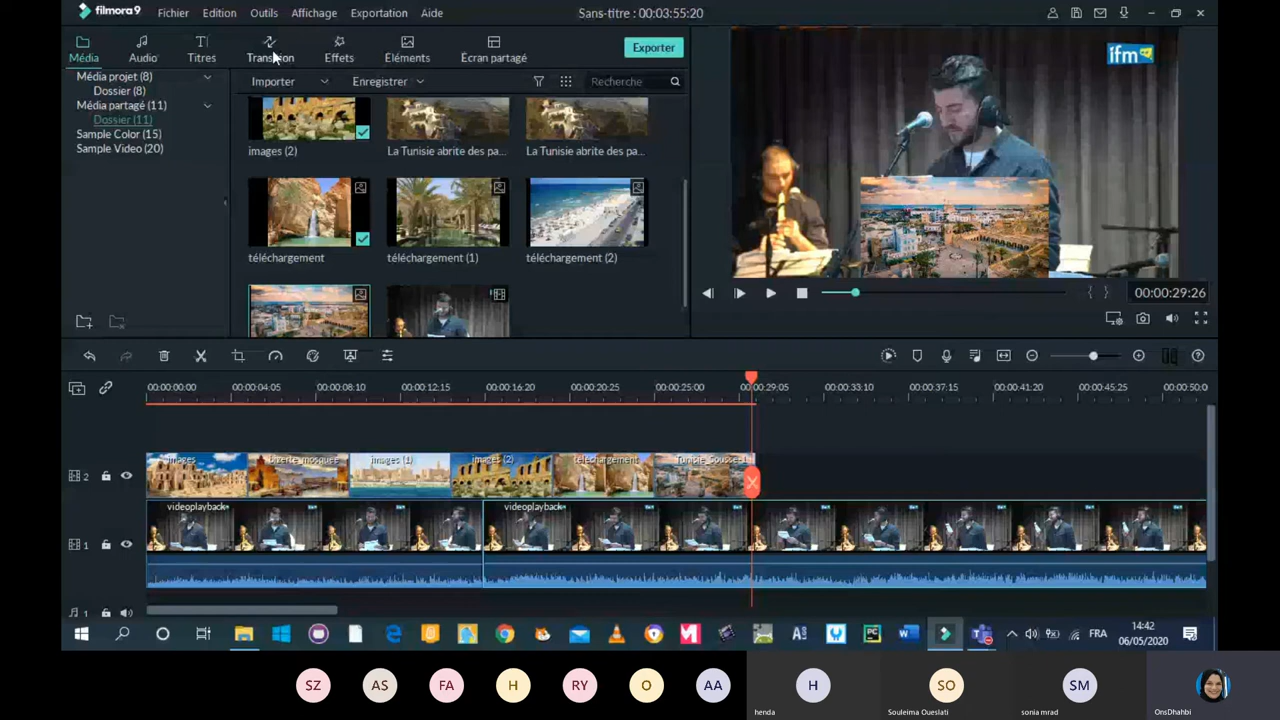 filmora9 Fichier Edition Outils Affichage Exportation Aide Sans-titre : 00:03:55:20
Média Audio Titres Transition Effets Eléments Écran partagé Exporter
Média projet (8)
Dossier (8)
Média partagé (11)
Dossier (11)
Sample Color (15)
Sample Video (20)
Importer Enregistrer Recherche
images (2) La Tunisie abrite des pa... La Tunisie abrite des pa...
téléchargement téléchargement (1) téléchargement (2)
ifm
00:00:29:26
00:00:00:00 00:00:04:05 00:00:08:10 00:00:12:15 00:00:16:20 00:00:20:25 00:00:25:00 00:00:29:05 00:00:33:10 00:00:37:15 00:00:41:20 00:00:45:25 00:00:50:0
2 images bizerte_mosquee images (1) images (2) téléchargement Tunisie_Sousse-1
1 videoplayback videoplayback
1
FRA 14:42
06/05/2020
SZ AS FA H RY O AA H SO SM
henda Souleima Oueslati sonia mrad OnsDhahbi